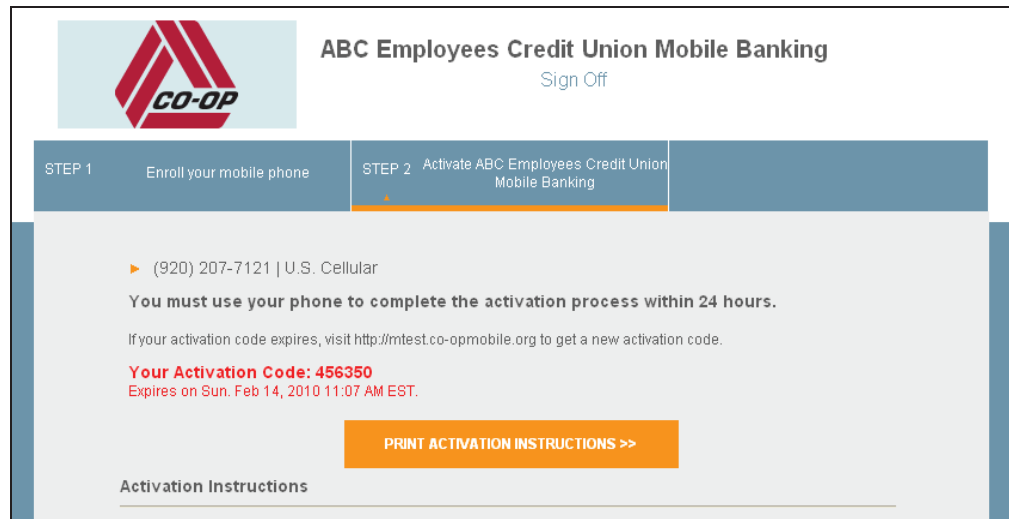 ABC Employees Credit Union Mobile Banking
Sign Off
CO-OP
STEP 1
Enroll your mobile phone
STEP 2
Activate ABC Employees Credit Union
Mobile Banking
► (920) 207-7121 | U.S. Cellular
You must use your phone to complete the activation process within 24 hours.
If your activation code expires, visit http://mtest.co-opmobile.org to get a new activation code.
Your Activation Code: 456350
Expires on Sun. Feb 14, 2010 11:07 AM EST.
PRINT ACTIVATION INSTRUCTIONS >>
Activation Instructions